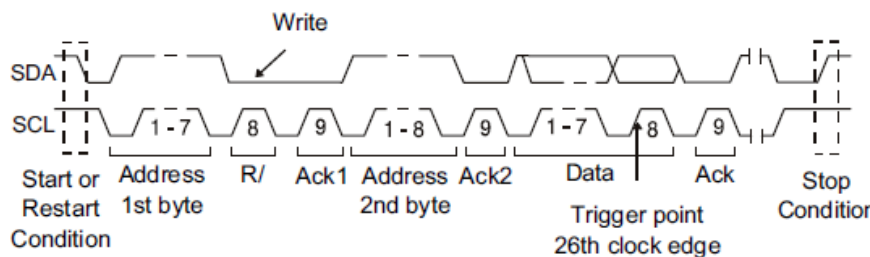 Write
SDA
SCL
1 - 7
8
9
1 - 8
9
1 - 7
8
9
Start or
Restart
Condition
Address
1st byte
R/
Ack1
Address
2nd byte
Ack2
Data
Trigger point
26th clock edge
Ack
Stop
Condition